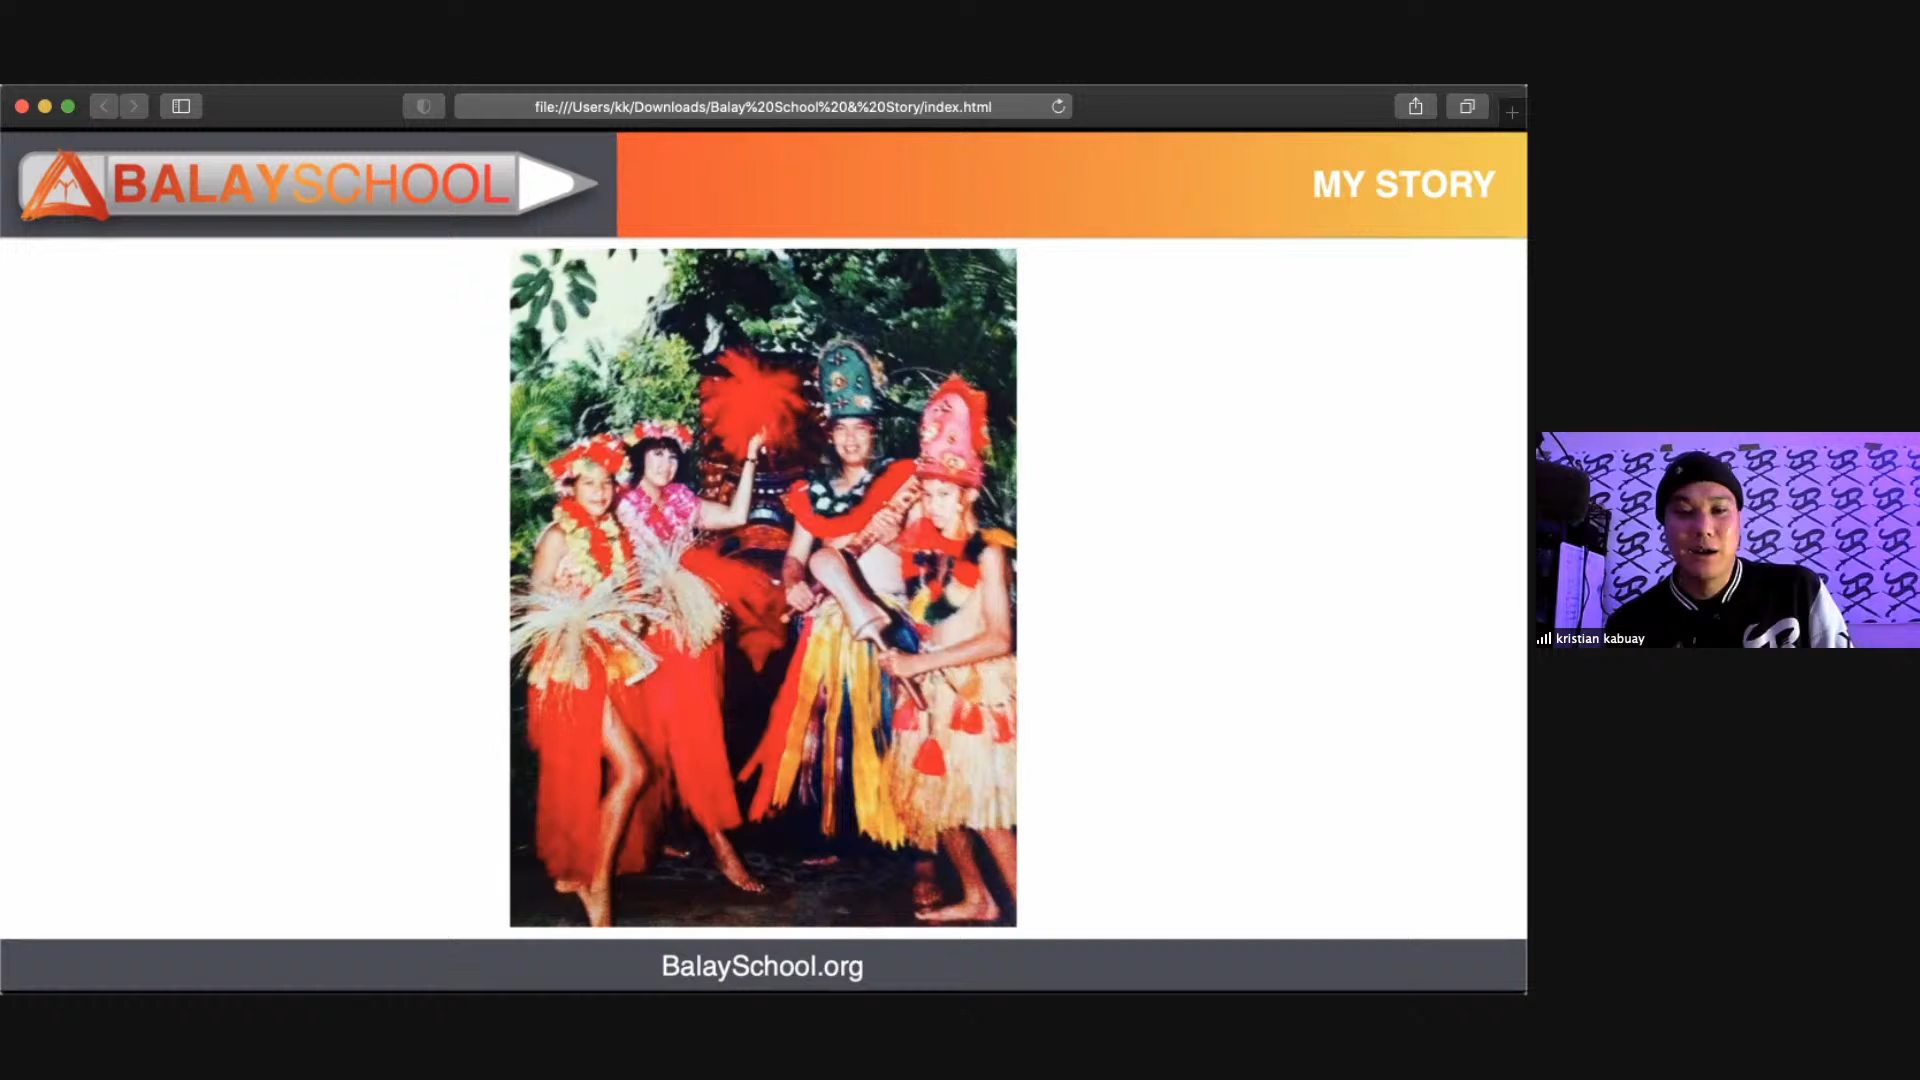 file:///Users/kk/Downloads/Balay%20School%20&%20Story/index.html
BALAYSCHOOL
MY STORY
kristian kabuay
BalaySchool.org